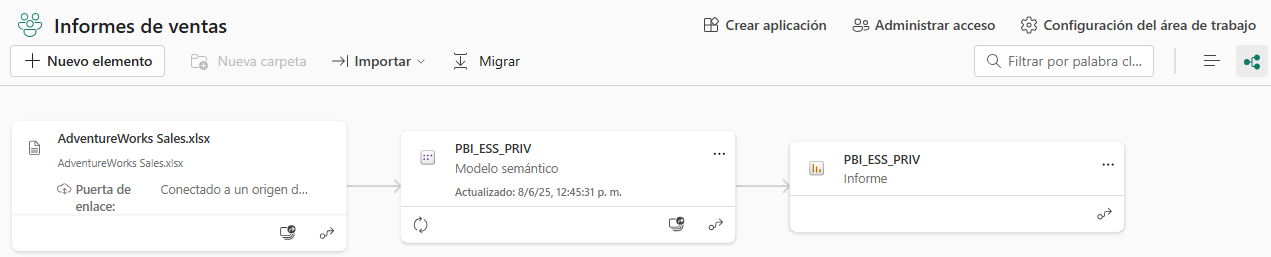 Informes de ventas
Crear aplicación
Administrar acceso
Configuración del área de trabajo
Nuevo elemento
Nueva carpeta
Importar
Migrar
Filtrar por palabra cl...
AdventureWorks Sales.xlsx
AdventureWorks Sales.xlsx
Puerta de
enlace:
Conectado a un origen d...
PBI_ESS_PRIV
Modelo semántico
Actualizado: 8/6/25, 12:45:31 p. m.
PBI_ESS_PRIV
Informe